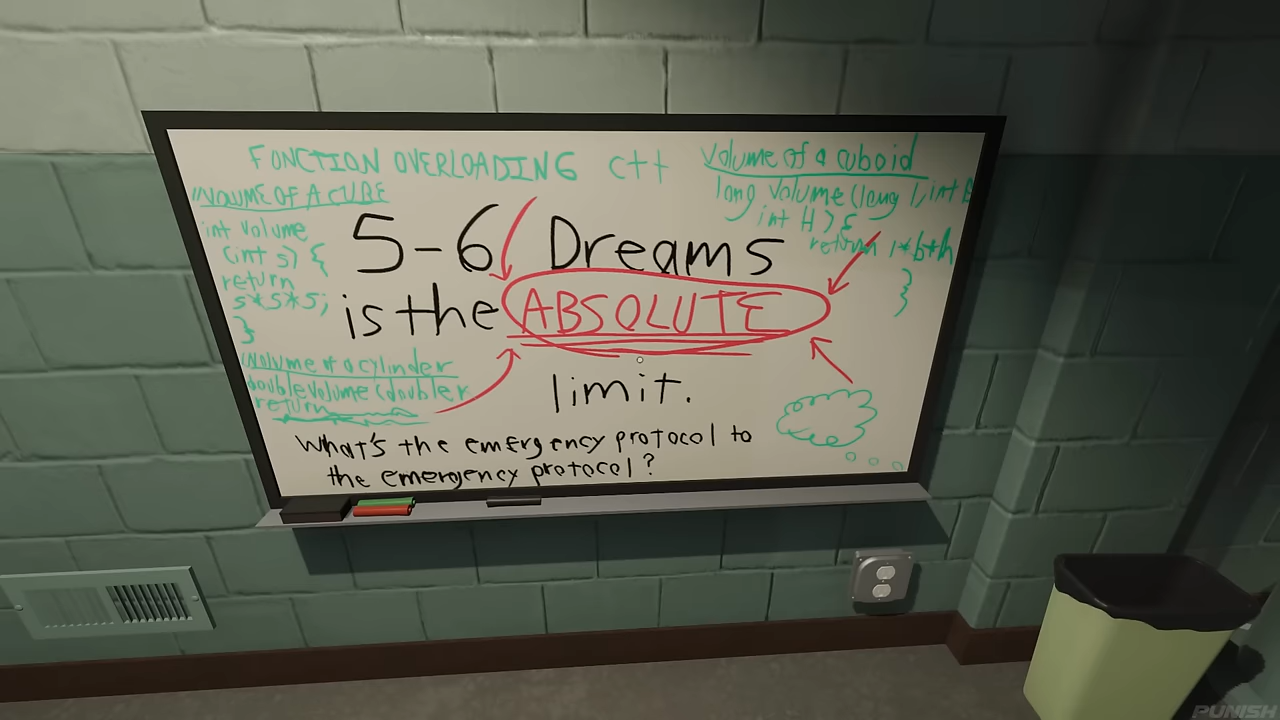 FONCTION OVERLOADING C++
VOLUME OF A CUBE
int volume
(int s) {
return
s*s*s;
}
Volume of a cylinder
double volume (double r
return
volume of a cuboid
long volume (long l, int B
int H) {
return l*b*h
}
5-6 Dreams
is the ABSOLUTE
limit.
What's the emergency protocol to
the emergency protocol?
PUNISH